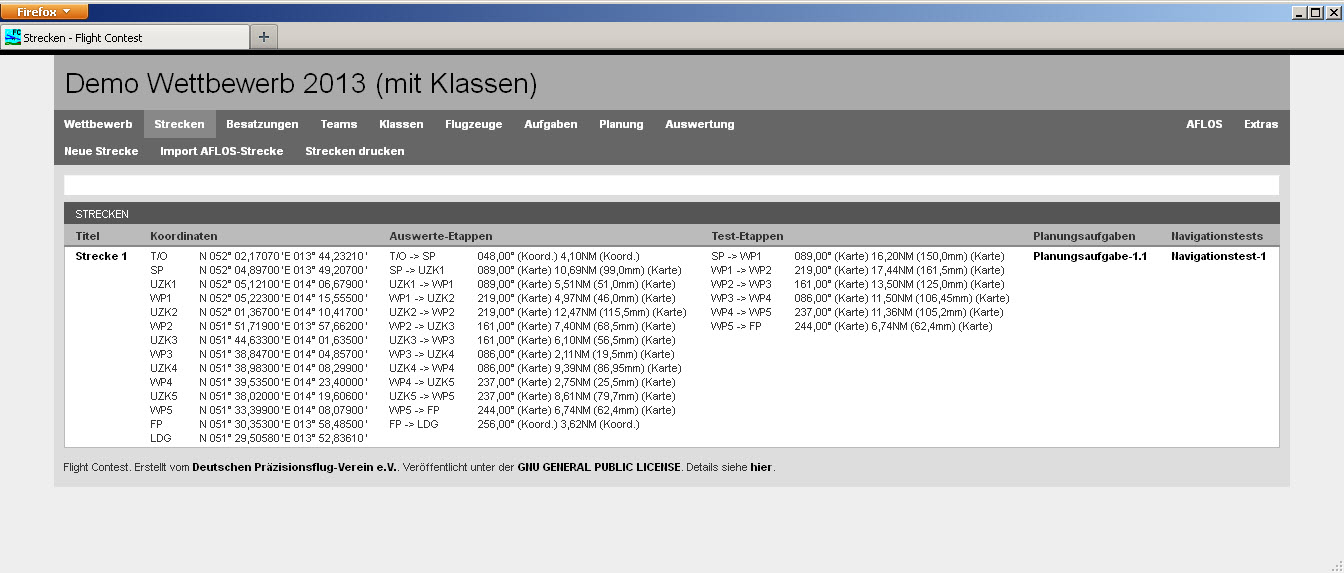 Firefox
Strecken - Flight Contest
Demo Wettbewerb 2013 (mit Klassen)
Wettbewerb Strecken Besatzungen Teams Klassen Flugzeuge Aufgaben Planung Auswertung AFLOS Extras
Neue Strecke Import AFLOS-Strecke Strecken drucken
STRECKEN
Titel Koordinaten Auswerte-Etappen Test-Etappen Planungsaufgaben Navigationstests
Strecke 1 T/O N 052° 02,17070' E 013° 44,23210' T/O -> SP 048,00° (Koord.) 4,10NM (Koord.) SP -> WP1 089,00° (Karte) 16,20NM (150,0mm) (Karte) Planungsaufgabe-1.1 Navigationstest-1
SP N 052° 04,89700' E 013° 49,20700' SP -> UZK1 089,00° (Karte) 10,69NM (99,0mm) (Karte) WP1 -> WP2 219,00° (Karte) 17,44NM (161,5mm) (Karte)
UZK1 N 052° 05,12100' E 014° 06,67900' UZK1 -> WP1 089,00° (Karte) 5,51NM (51,0mm) (Karte) WP2 -> WP3 161,00° (Karte) 13,50NM (125,0mm) (Karte)
WP1 N 052° 05,22300' E 014° 15,55500' WP1 -> UZK2 219,00° (Karte) 4,97NM (46,0mm) (Karte) WP3 -> WP4 086,00° (Karte) 11,50NM (106,45mm) (Karte)
UZK2 N 052° 01,36700' E 014° 10,41700' UZK2 -> WP2 219,00° (Karte) 12,47NM (115,5mm) (Karte) WP4 -> WP5 237,00° (Karte) 11,36NM (105,2mm) (Karte)
WP2 N 051° 51,71900' E 013° 57,66200' WP2 -> UZK3 161,00° (Karte) 7,40NM (68,5mm) (Karte) WP5 -> FP 244,00° (Karte) 6,74NM (62,4mm) (Karte)
UZK3 N 051° 44,63300' E 014° 01,63500' UZK3 -> WP3 161,00° (Karte) 6,10NM (56,5mm) (Karte)
WP3 N 051° 38,84700' E 014° 04,85700' WP3 -> UZK4 086,00° (Karte) 2,11NM (19,5mm) (Karte)
UZK4 N 051° 38,98300' E 014° 08,29900' UZK4 -> WP4 086,00° (Karte) 9,39NM (86,95mm) (Karte)
WP4 N 051° 39,53500' E 014° 23,40000' WP4 -> UZK5 237,00° (Karte) 2,75NM (25,5mm) (Karte)
UZK5 N 051° 38,02000' E 014° 19,60600' UZK5 -> WP5 237,00° (Karte) 8,61NM (79,7mm) (Karte)
WP5 N 051° 33,39900' E 014° 08,07900' WP5 -> FP 244,00° (Karte) 6,74NM (62,4mm) (Karte)
FP N 051° 30,35300' E 013° 58,48500' FP -> LDG 256,00° (Koord.) 3,62NM (Koord.)
LDG N 051° 29,50580' E 013° 52,83610'
Flight Contest. Erstellt vom Deutschen Präzisionsflug-Verein e.V.. Veröffentlicht unter der GNU GENERAL PUBLIC LICENSE. Details siehe hier.